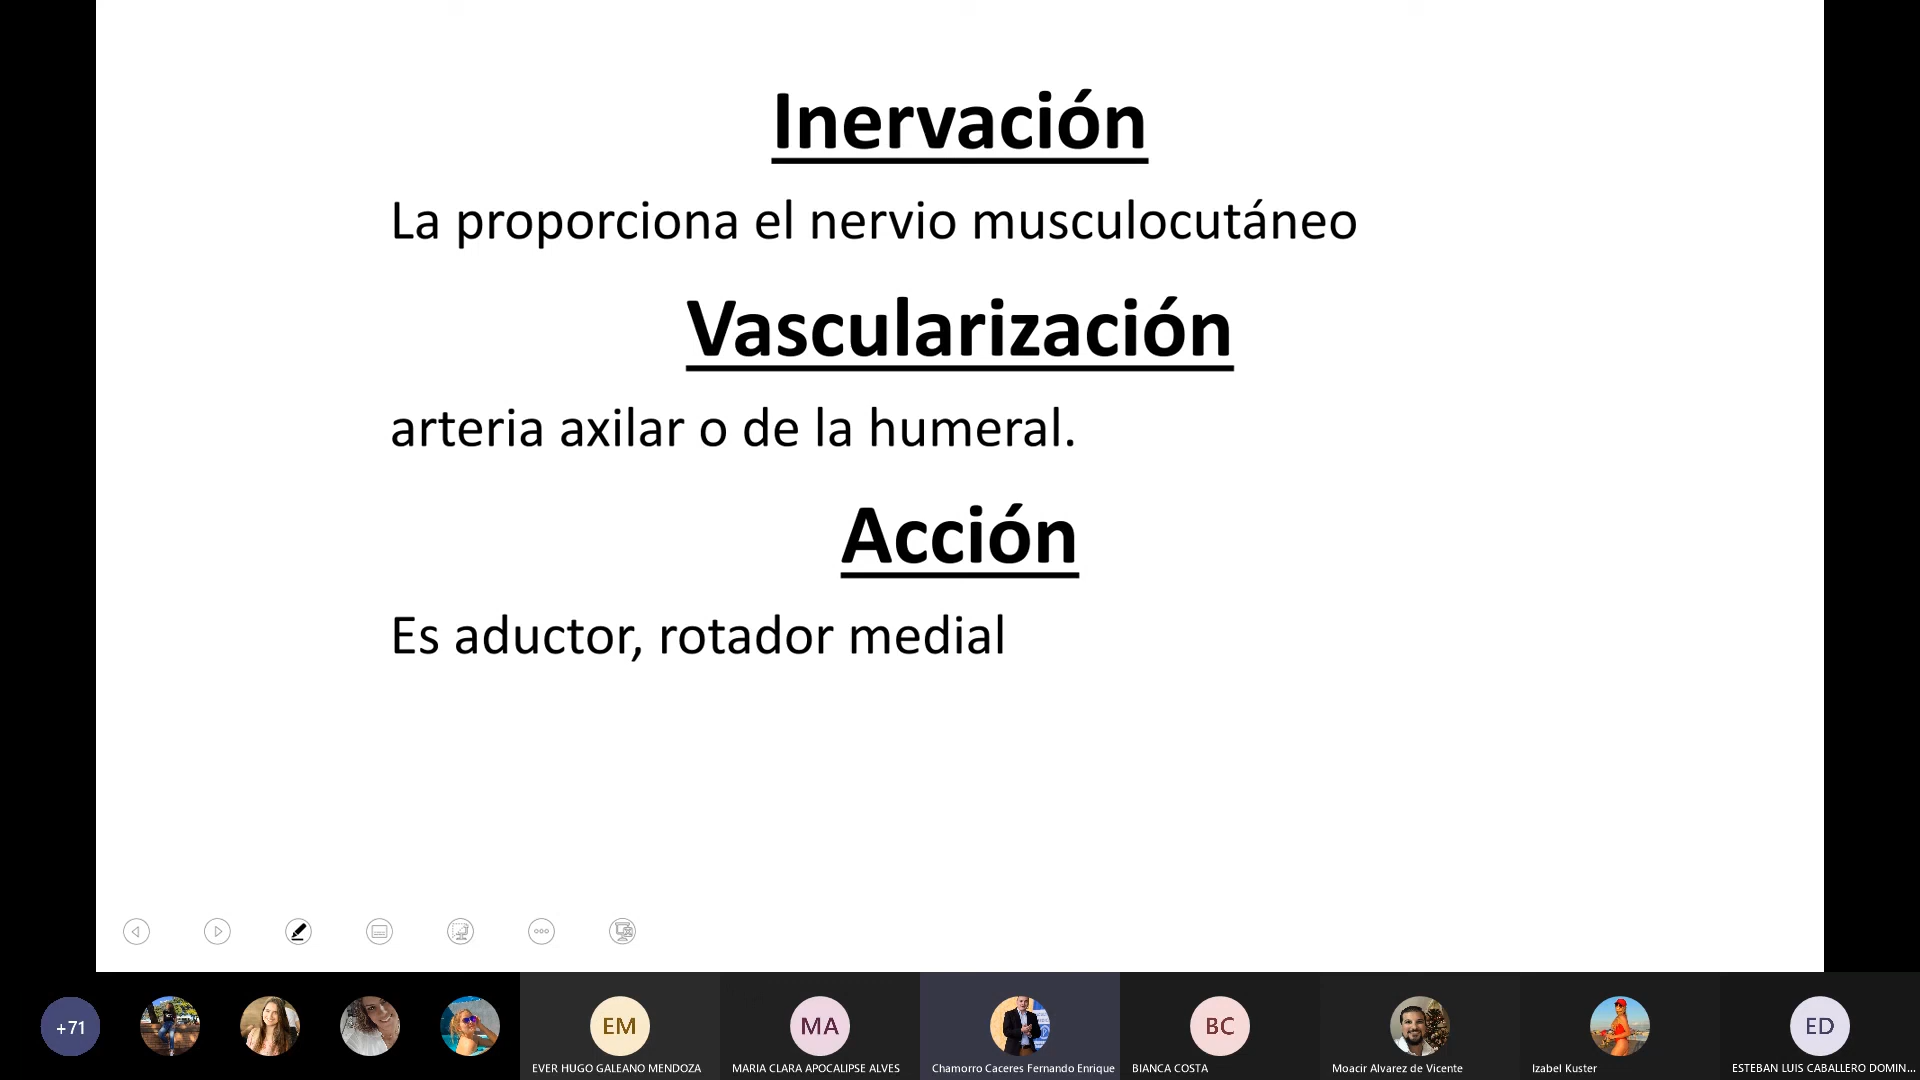 Inervación
La proporciona el nervio musculocutáneo
Vascularización
arteria axilar o de la humeral.
Acción
Es aductor, rotador medial
+71
EM
MA
BC
ED
EVER HUGO GALEANO MENDOZA
MARIA CLARA APOCALIPSE ALVES
Chamorro Caceres Fernando Enrique
BIANCA COSTA
Moacir Alvarez de Vicente
Izabel Kuster
ESTEBAN LUIS CABALLERO DOMIN...